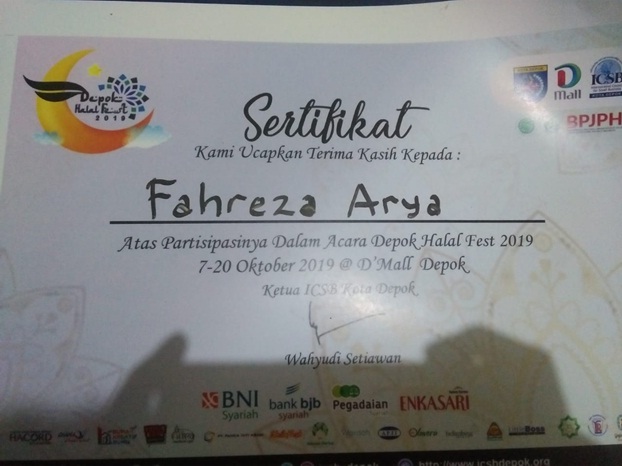 Depok
Halal Fest
2019
D
Mall
ICSB
BPJPH
Sertifikat
Kami Ucapkan Terima Kasih Kepada :
Fahreza Arya
Atas Partisipasinya Dalam Acara Depok Halal Fest 2019
7-20 Oktober 2019 @ D'Mall Depok
Ketua ICSB Kota Depok
Wahyudi Setiawan
BNI
Syariah
bank bjb
syariah
Pegadaian
ENKASARI
http://www.icsbdepok.org